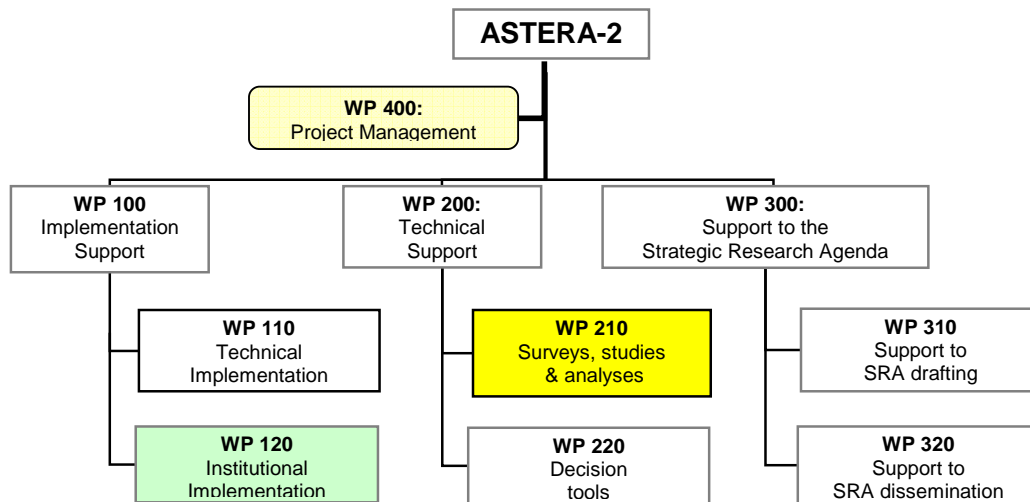 ASTERA-2
WP 400:
Project Management
WP 100
Implementation
Support
WP 200:
Technical
Support
WP 300:
Support to the
Strategic Research Agenda
WP 110
Technical
Implementation
WP 210
Surveys, studies
& analyses
WP 310
Support to
SRA drafting
WP 120
Institutional
Implementation
WP 220
Decision
tools
WP 320
Support to
SRA dissemination